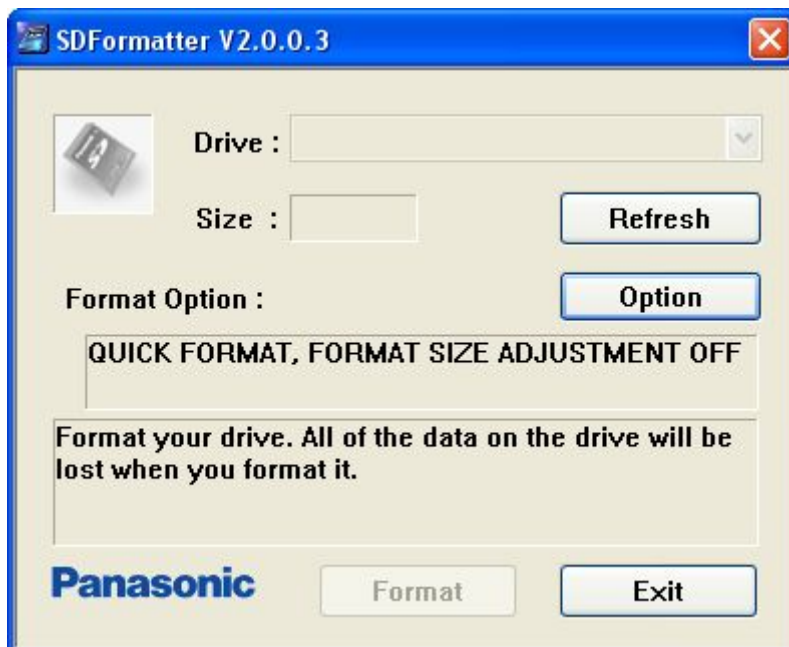 SDFormatter V2.0.0.3
Drive :
Size :
Refresh
Format Option :
Option
QUICK FORMAT, FORMAT SIZE ADJUSTMENT OFF
Format your drive. All of the data on the drive will be
lost when you format it.
Panasonic
Format
Exit